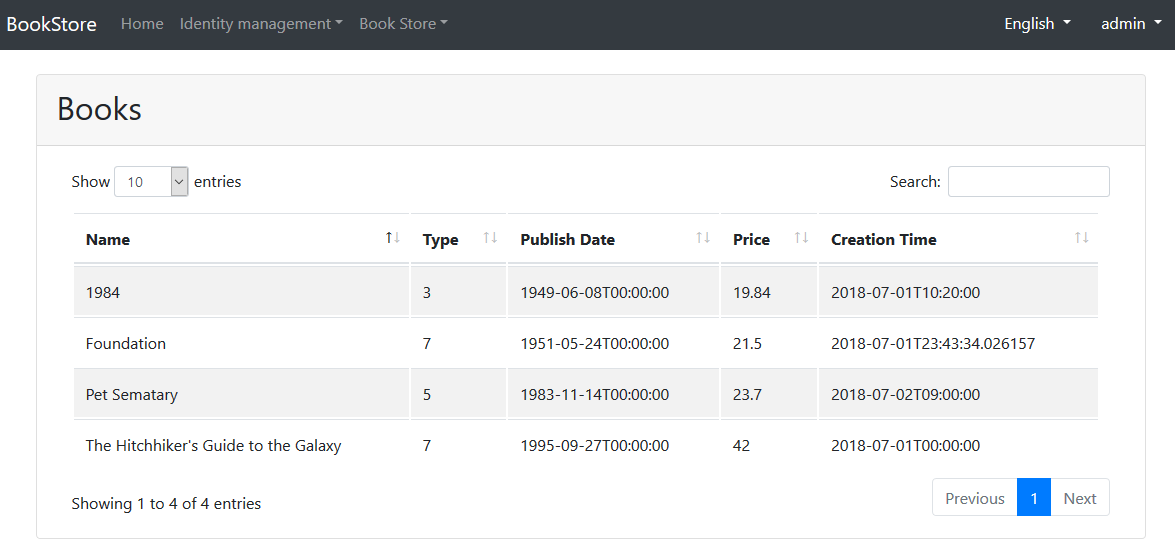 BookStore Home Identity management Book Store English admin
Books
Show 10 entries Search:
Name Type Publish Date Price Creation Time
1984 3 1949-06-08T00:00:00 19.84 2018-07-01T10:20:00
Foundation 7 1951-05-24T00:00:00 21.5 2018-07-01T23:43:34.026157
Pet Sematary 5 1983-11-14T00:00:00 23.7 2018-07-02T09:00:00
The Hitchhiker's Guide to the Galaxy 7 1995-09-27T00:00:00 42 2018-07-01T00:00:00
Showing 1 to 4 of 4 entries Previous 1 Next